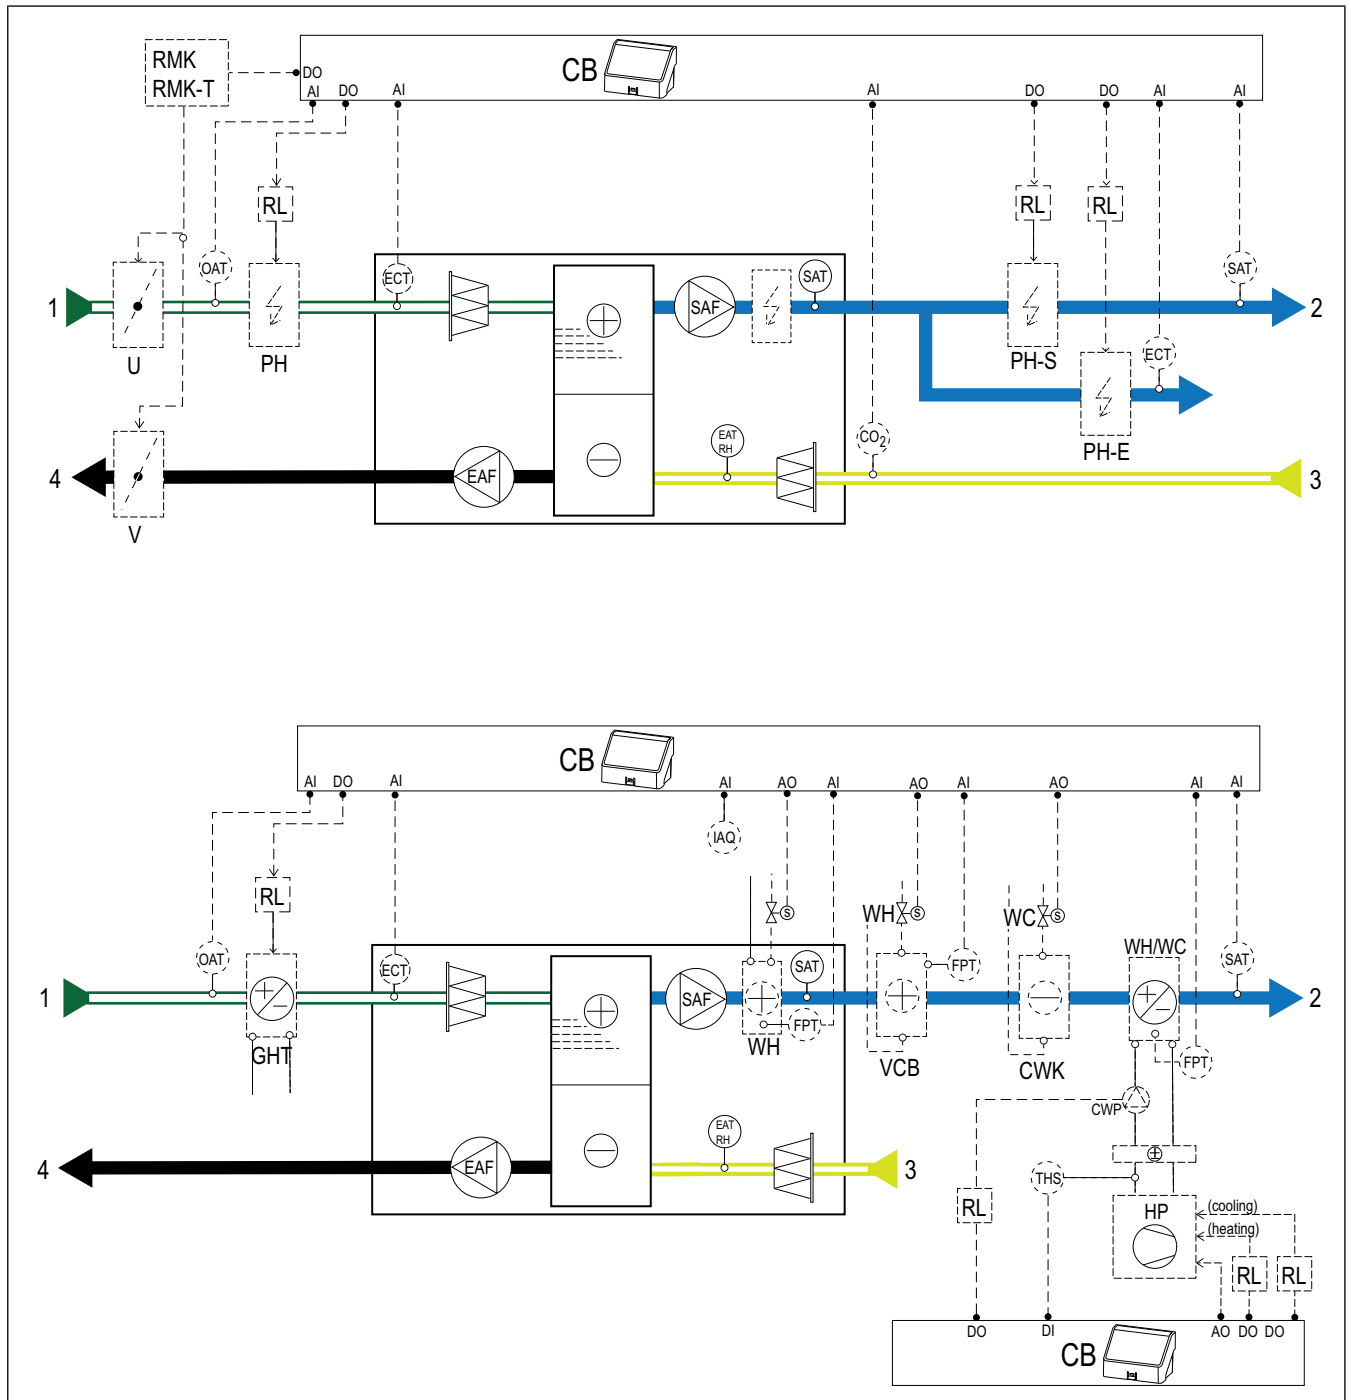 RMK
RMK-T
CB
DO
AI DO AI AI DO DO AI AI
RL RL RL
OAT ECT SAT SAT
1 SAF 2
U PH PH-S ECT
EAT
RH
CO2
PH-E
4 EAF 3
V
CB
AI DO AI AI AO AI AO AI AO AI AI
IAQ
RL
S WH S WC S
WH/WC
OAT ECT SAT FPT SAT
1 SAF 2
FPT
GHT WH VCB CWK FPT
CWP
EAT
RH
4 EAF 3
THS
RL HP (cooling)
(heating)
RL RL
DO DI AO DO DO
CB